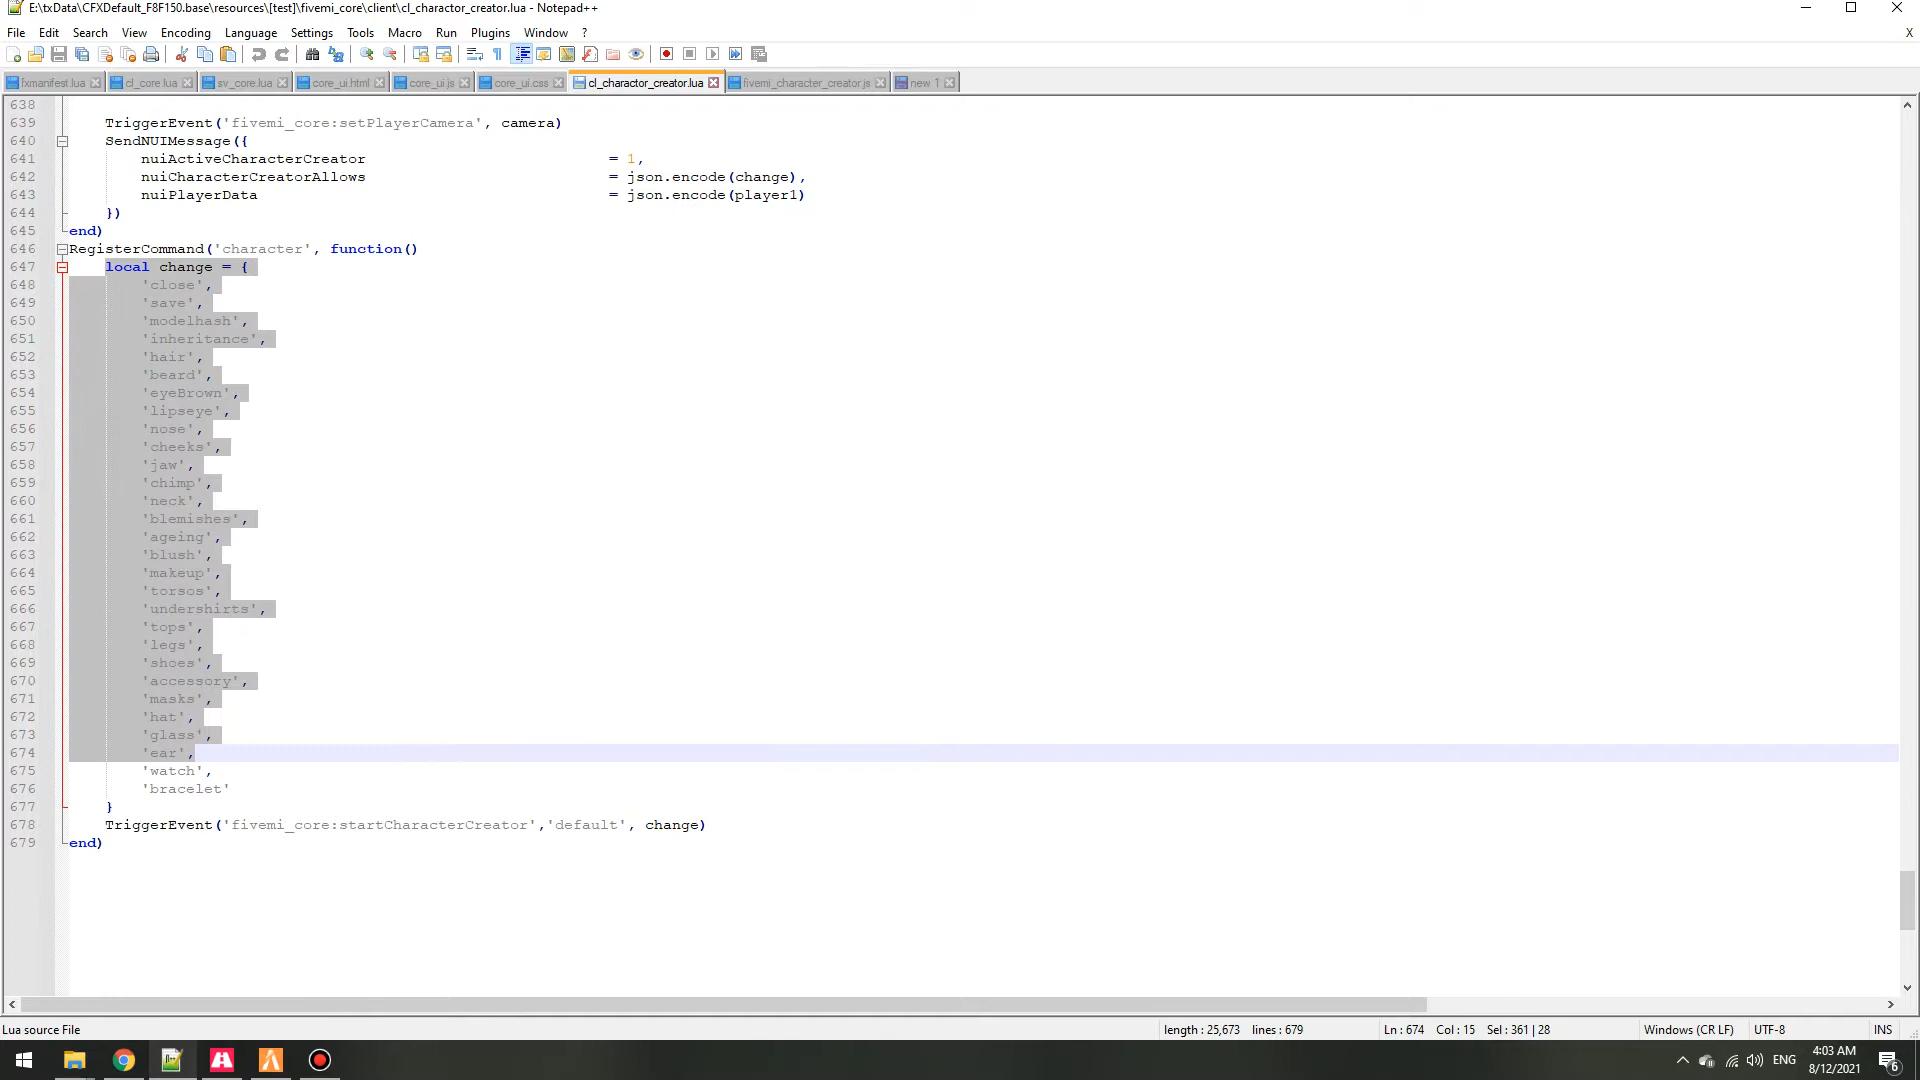 E:\txData\CFXDefault_F8F150.base\resources\[test]\fivemi_core\client\cl_charactor_creator.lua - Notepad++
File Edit Search View Encoding Language Settings Tools Macro Run Plugins Window ? X
fxmanifest.lua cl_core.lua sv_core.lua core_ui.html core_ui.js core_ui.css cl_charactor_creator.lua fivemi_character_creator.js new 1
638
639 TriggerEvent('fivemi_core:setPlayerCamera', camera)
640 SendNUIMessage({
641 nuiActiveCharacterCreator = 1,
642 nuiCharacterCreatorAllows = json.encode(change),
643 nuiPlayerData = json.encode(player1)
644 })
645 end)
646 RegisterCommand('character', function()
647 local change = {
648 'close',
649 'save',
650 'modelhash',
651 'inheritance',
652 'hair',
653 'beard',
654 'eyeBrown',
655 'lipseye',
656 'nose',
657 'cheeks',
658 'jaw',
659 'chimp',
660 'neck',
661 'blemishes',
662 'ageing',
663 'blush',
664 'makeup',
665 'torsos',
666 'undershirts',
667 'tops',
668 'legs',
669 'shoes',
670 'accessory',
671 'masks',
672 'hat',
673 'glass',
674 'ear',
675 'watch',
676 'bracelet'
677 }
678 TriggerEvent('fivemi_core:startCharacterCreator','default', change)
679 end)
Lua source File length : 25,673 lines : 679 Ln : 674 Col : 15 Sel : 361 | 28 Windows (CR LF) UTF-8 INS
ENG 4:03 AM
8/12/2021 6